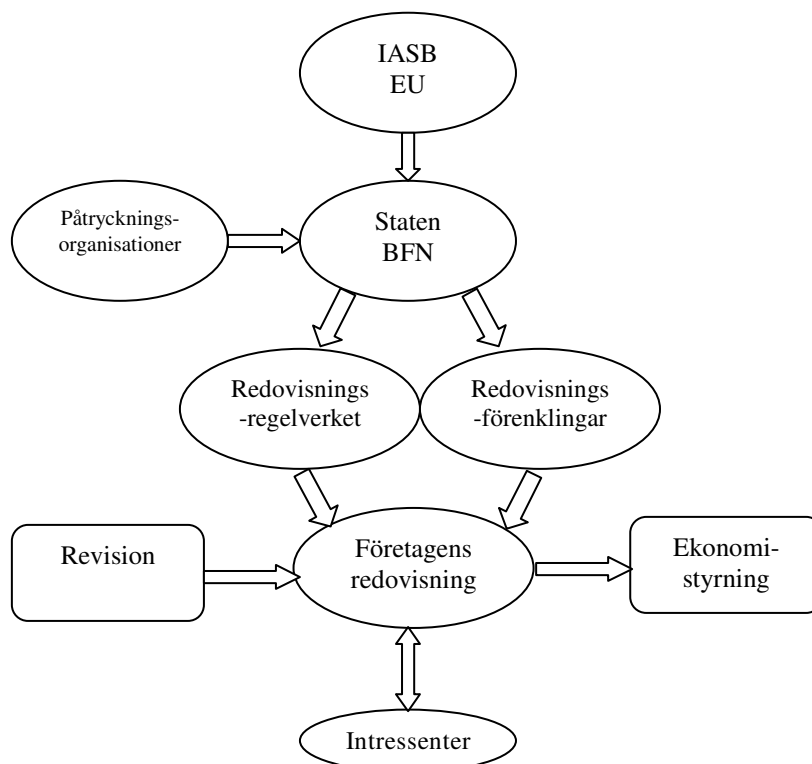 IASB
EU
Påtrycknings-
organisationer
Staten
BFN
Redovisnings
-regelverket
Redovisnings
-förenklingar
Revision
Företagens
redovisning
Ekonomi-
styrning
Intressenter